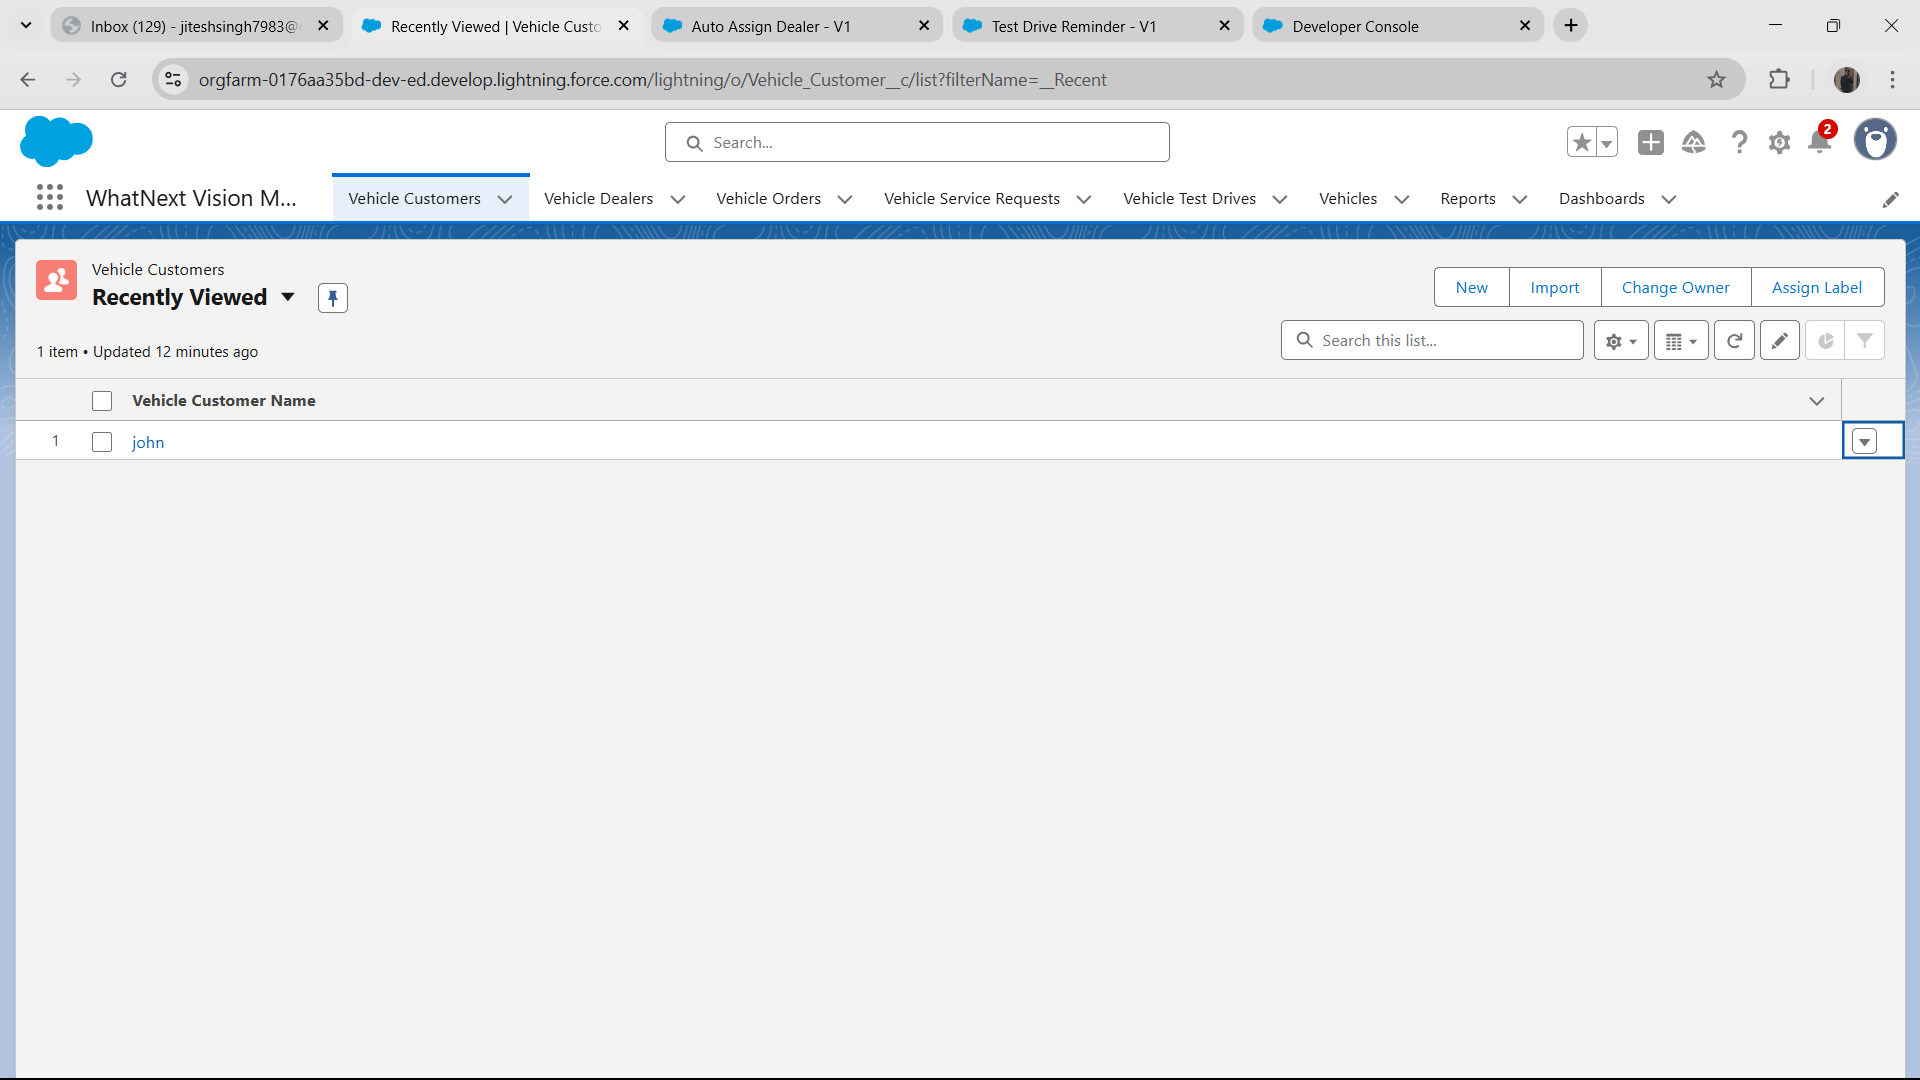 Inbox (129) - jiteshsingh7983@
Recently Viewed | Vehicle Custo
Auto Assign Dealer - V1
Test Drive Reminder - V1
Developer Console
orgfarm-0176aa35bd-dev-ed.develop.lightning.force.com/lightning/o/Vehicle_Customer__c/list?filterName=__Recent
Search...
2
WhatNext Vision M...
Vehicle Customers
Vehicle Dealers
Vehicle Orders
Vehicle Service Requests
Vehicle Test Drives
Vehicles
Reports
Dashboards
Vehicle Customers
Recently Viewed
New
Import
Change Owner
Assign Label
1 item • Updated 12 minutes ago
Search this list...
Vehicle Customer Name
1
john